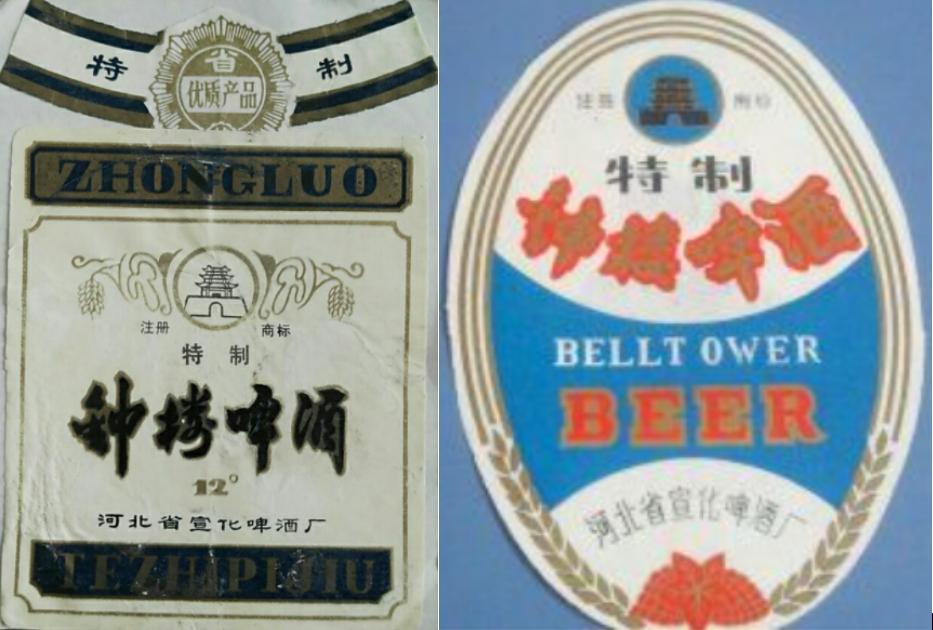 特 制
省
优质产品
ZHONGLUO
注册 商标
特 制
钟楼啤酒
12°
河北省宣化啤酒厂
TEZHIPIJIU
注册 商标
特 制
钟楼啤酒
BELLT OWER
BEER
河北省宣化啤酒厂